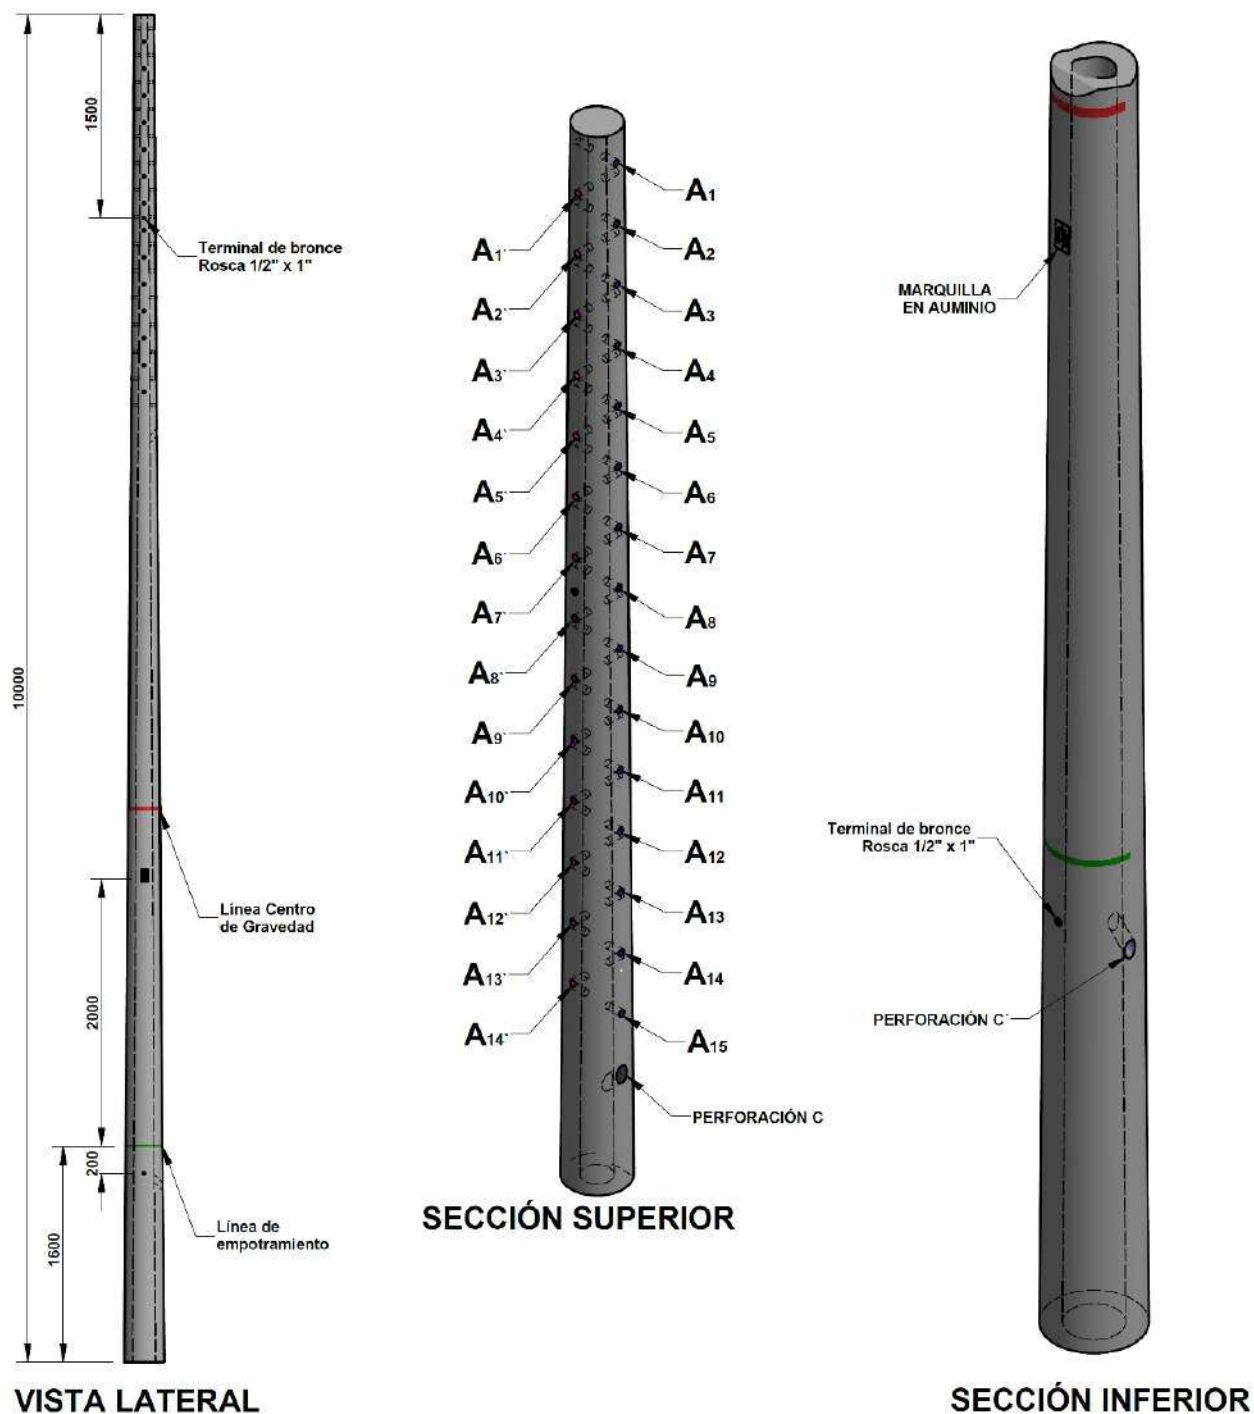 10000
1500
Terminal de bronce
Rosca 1/2" x 1"
Linea Centro
de Gravedad
2000
200
1600
Línea de
empotramiento
VISTA LATERAL
A1
A2
A3
A4
A5
A6
A7
A8
A9
A10
A11
A12
A13
A14
A15
A1`
A2`
A3`
A4`
A5`
A6`
A7`
A8`
A9`
A10`
A11`
A12`
A13`
A14`
PERFORACIÓN C
SECCIÓN SUPERIOR
MARQUILLA
EN AUMINIO
Terminal de bronce
Rosca 1/2" x 1"
PERFORACIÓN C`
SECCIÓN INFERIOR